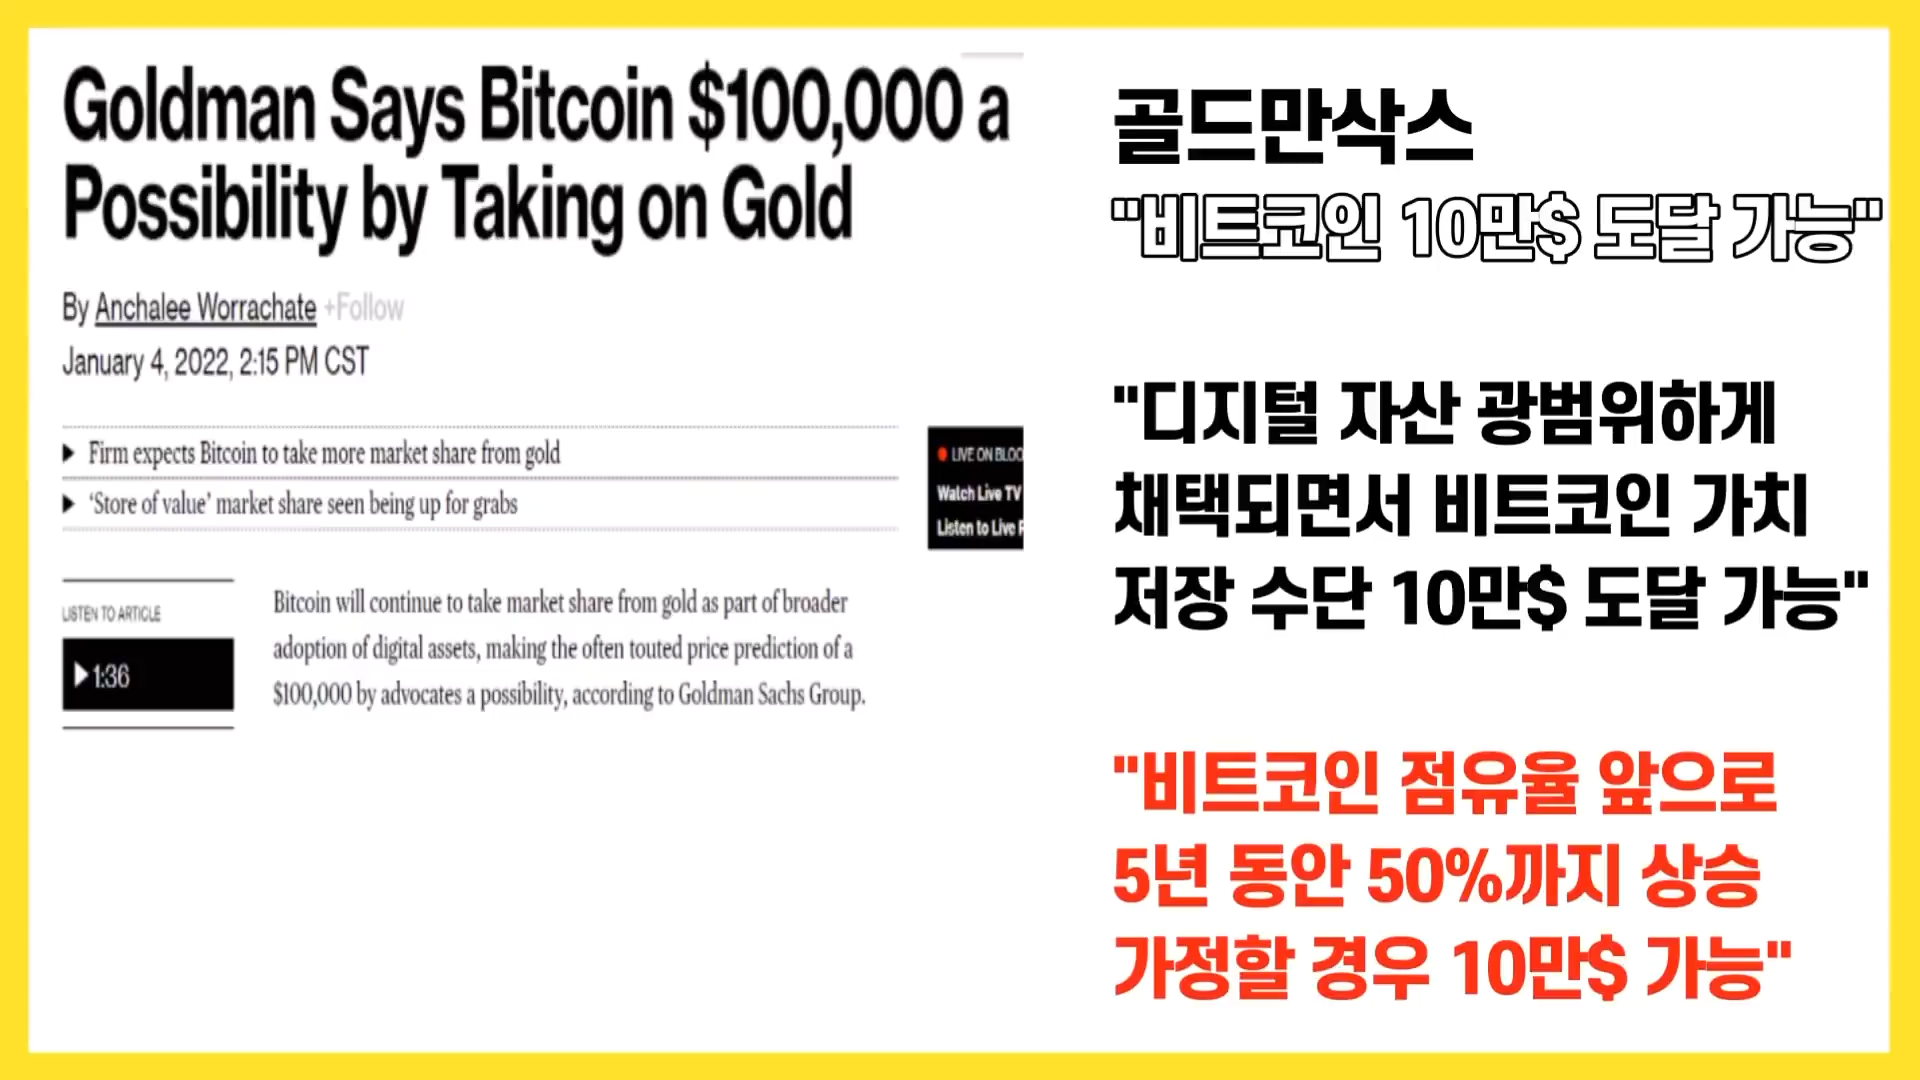 Goldman Says Bitcoin $100,000 a
Possibility by Taking on Gold
By Anchalee Worrachate +Follow
January 4, 2022, 2:15 PM CST
Firm expects Bitcoin to take more market share from gold
‘Store of value’ market share seen being up for grabs
LIVE ON BLOO
Watch Live TV
Listen to Live
LISTEN TO ARTICLE
1:36
Bitcoin will continue to take market share from gold as part of broader
adoption of digital assets, making the often touted price prediction of a
$100,000 by advocates a possibility, according to Goldman Sachs Group.
골드만삭스
"비트코인 10만$ 도달 가능"
"디지털 자산 광범위하게
채택되면서 비트코인 가치
저장 수단 10만$ 도달 가능"
"비트코인 점유율 앞으로
5년 동안 50%까지 상승
가정할 경우 10만$ 가능"